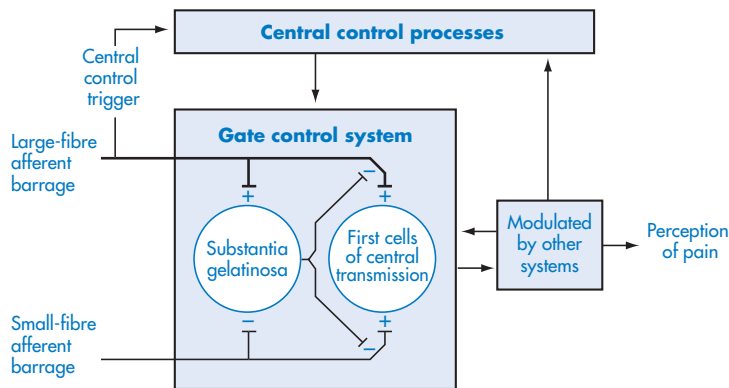 Central control processes
Central
control
trigger
Gate control system
Large-fibre
afferent
barrage
–
+
+
Substantia
gelatinosa
First cells
of central
transmission
Modulated
by other
systems
Perception
of pain
–
+
–
Small-fibre
afferent
barrage